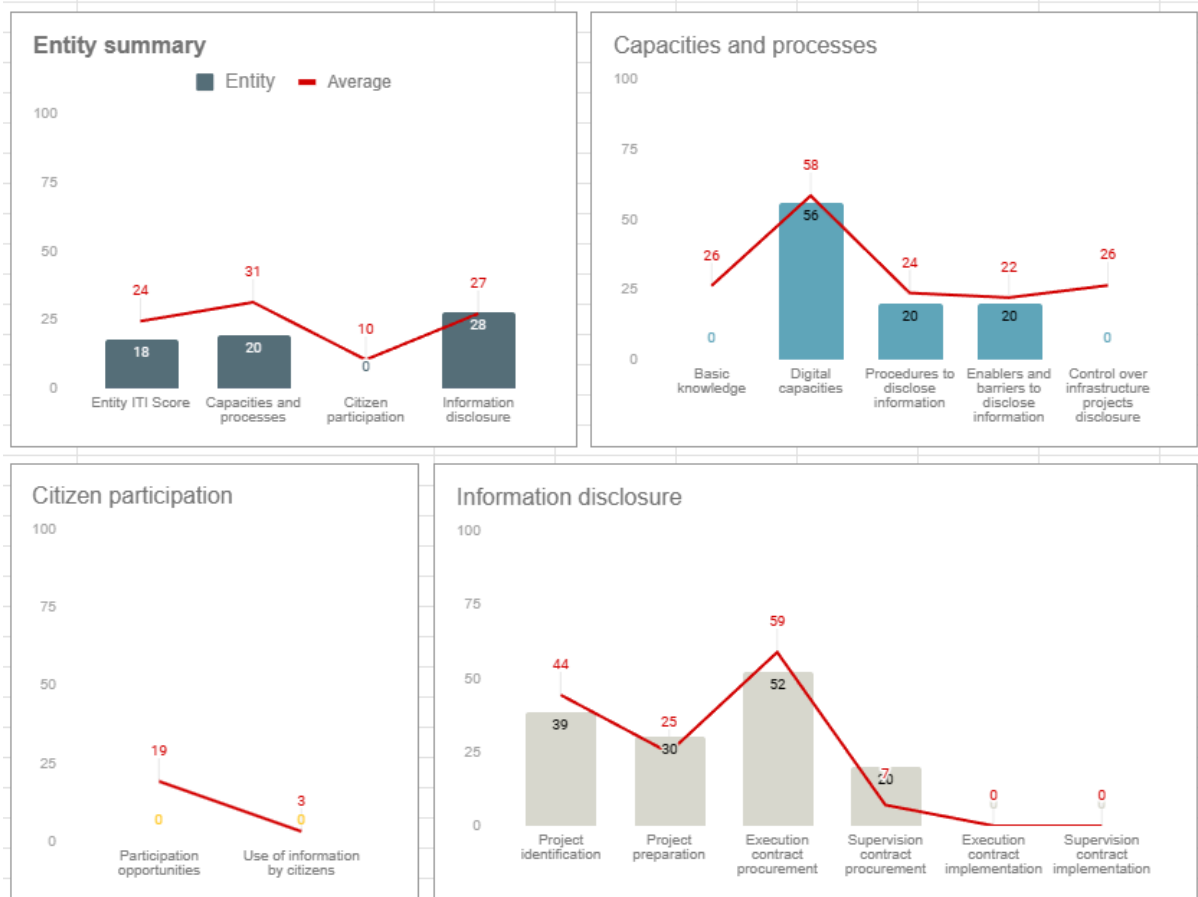 Entity summary
Entity Average
100
75
50
25
0
24
31
10
27
18
20
0
28
Entity ITI Score
Capacities and
processes
Citizen
participation
Information
disclosure
Capacities and processes
100
75
50
25
0
26
58
24
22
26
0
56
20
20
0
Basic
knowledge
Digital
capacities
Procedures to
disclose
information
Enablers and
barriers to
disclose
information
Control over
infrastructure
projects
disclosure
Citizen participation
100
75
50
25
0
19
3
0
0
Participation
opportunities
Use of information
by citizens
Information disclosure
100
75
50
25
0
44
25
59
7
0
0
39
30
52
20
Project
identification
Project
preparation
Execution
contract
procurement
Supervision
contract
procurement
Execution
contract
implementation
Supervision
contract
implementation